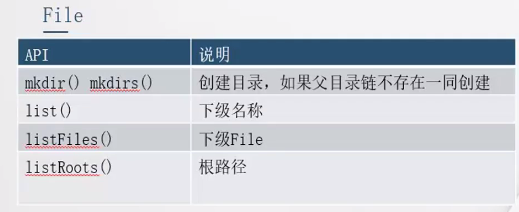 File
API 说明
mkdir() mkdirs() 创建目录，如果父目录链不存在一同创建
list() 下级名称
listFiles() 下级File
listRoots() 根路径